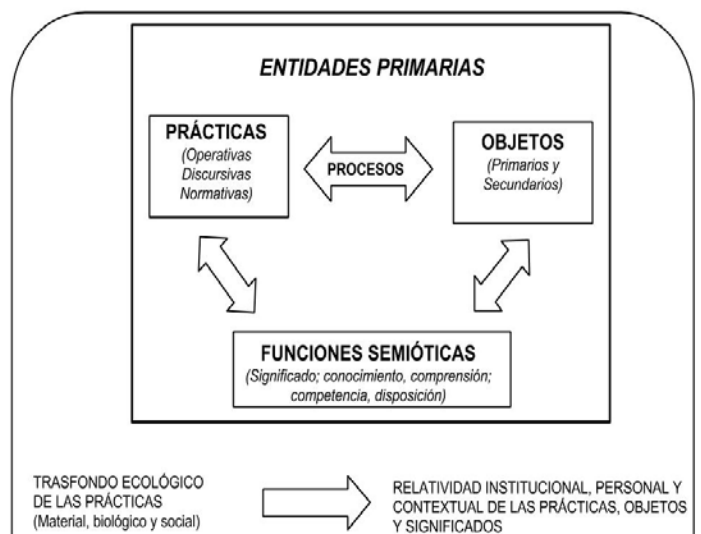 ENTIDADES PRIMARIAS
PRÁCTICAS
(Operativas
Discursivas
Normativas)
PROCESOS
OBJETOS
(Primarios y
Secundarios)
FUNCIONES SEMIÓTICAS
(Significado; conocimiento, comprensión;
competencia, disposición)
TRASFONDO ECOLÓGICO
DE LAS PRÁCTICAS
(Material, biológico y social)
RELATIVIDAD INSTITUCIONAL, PERSONAL Y
CONTEXTUAL DE LAS PRÁCTICAS, OBJETOS
Y SIGNIFICADOS